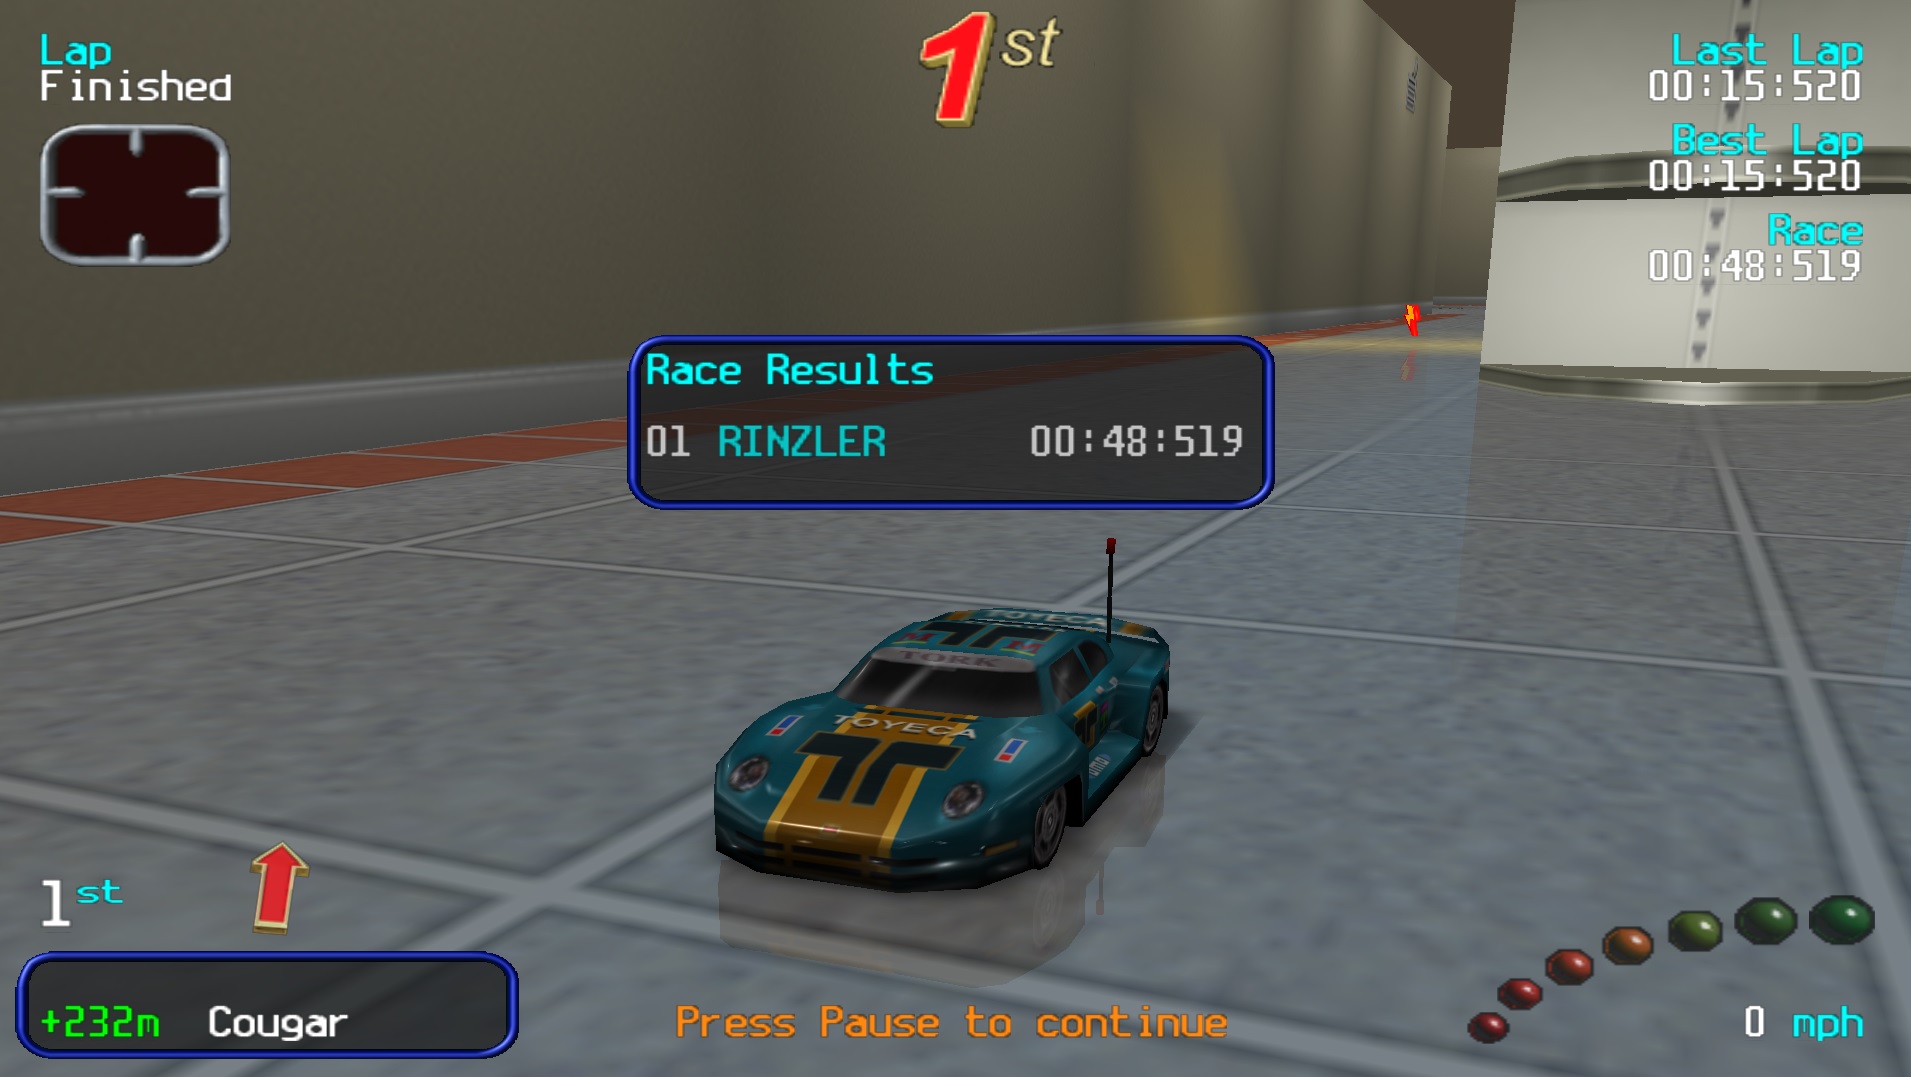 Lap
Finished
1st
Last Lap
00:15:520
Best Lap
00:15:520
Race
00:48:519
Race Results
01 RINZLER 00:48:519
TOYECA
TORK
TOYECA
1st
+232m Cougar
Press Pause to continue
0 mph